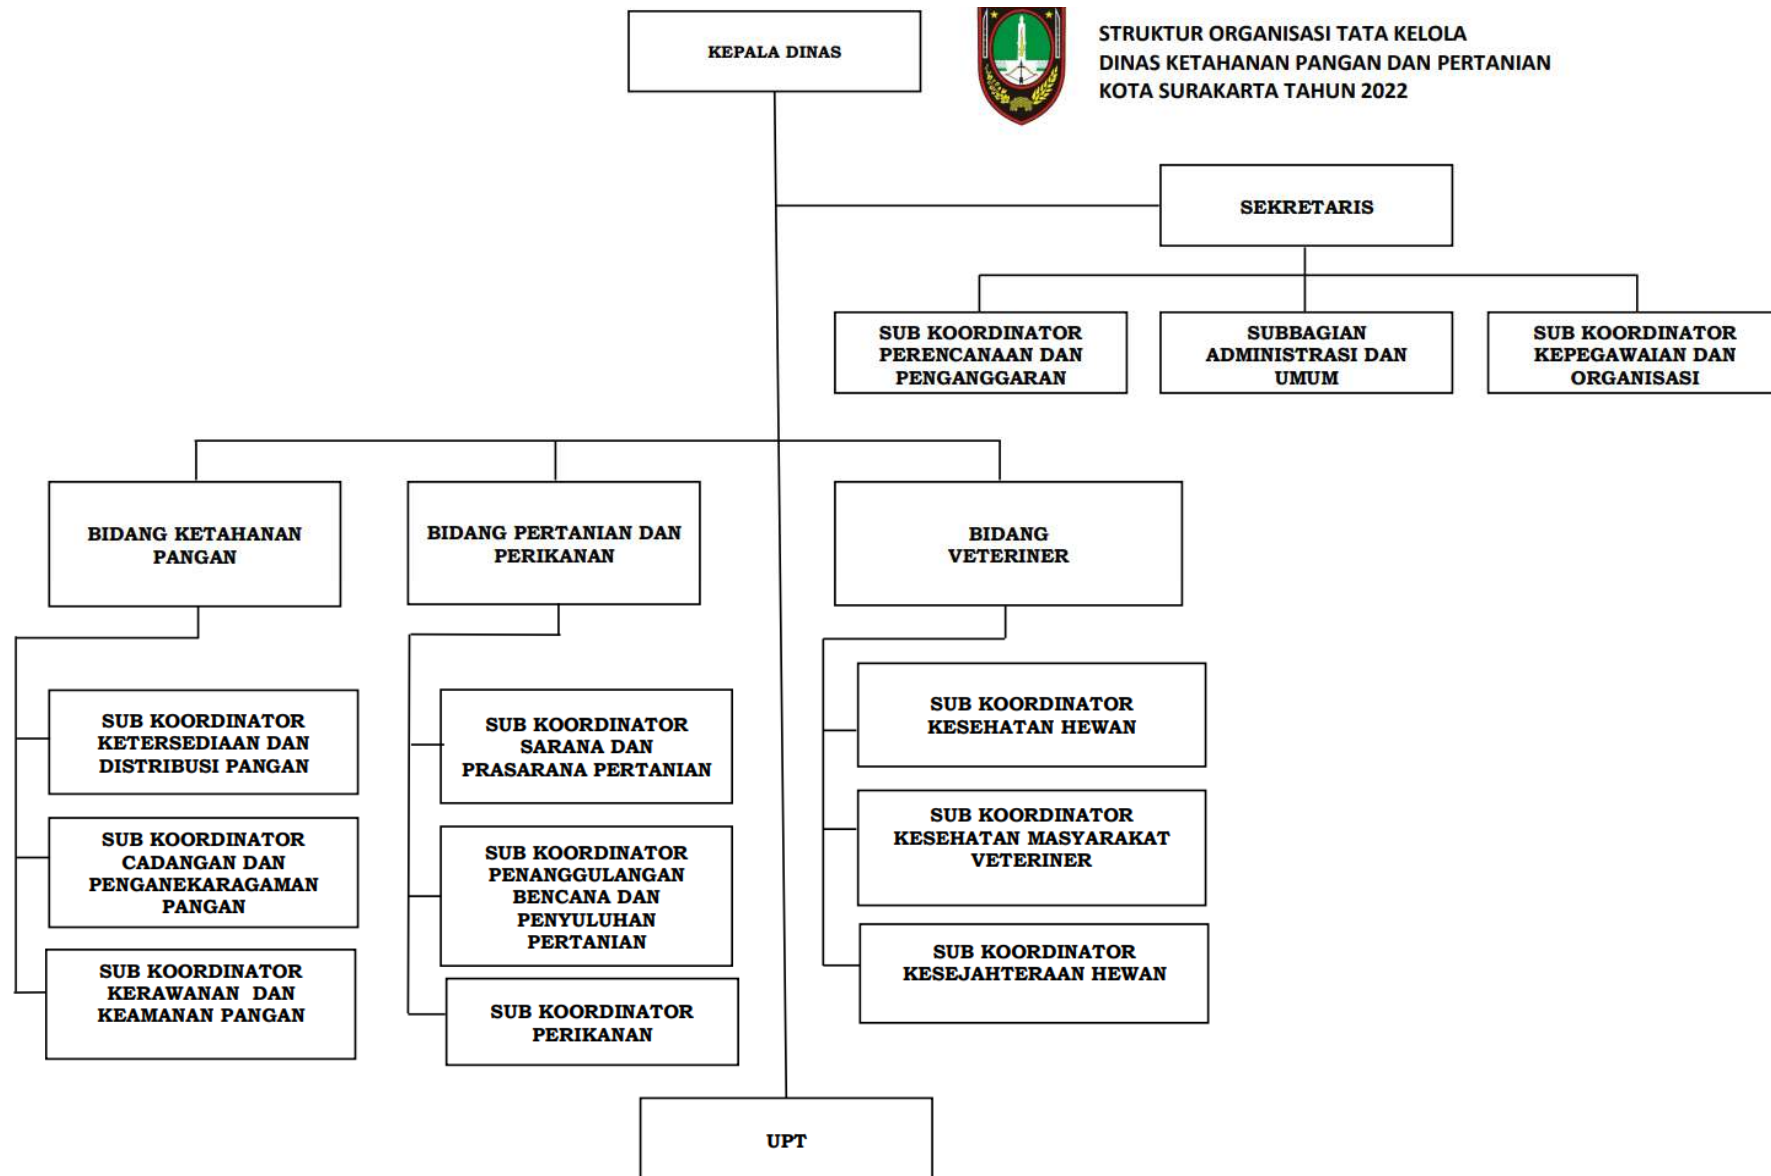 KEPALA DINAS
STRUKTUR ORGANISASI TATA KELOLA
DINAS KETAHANAN PANGAN DAN PERTANIAN
KOTA SURAKARTA TAHUN 2022
SEKRETARIS
SUB KOORDINATOR
PERENCANAAN DAN
PENGANGGARAN
SUBBAGIAN
ADMINISTRASI DAN
UMUM
SUB KOORDINATOR
KEPEGAWAIAN DAN
ORGANISASI
BIDANG KETAHANAN
PANGAN
BIDANG PERTANIAN DAN
PERIKANAN
BIDANG
VETERINER
SUB KOORDINATOR
KETERSEDIAAN DAN
DISTRIBUSI PANGAN
SUB KOORDINATOR
CADANGAN DAN
PENGANEKARAGAMAN
PANGAN
SUB KOORDINATOR
KERAWANAN DAN
KEAMANAN PANGAN
SUB KOORDINATOR
SARANA DAN
PRASARANA PERTANIAN
SUB KOORDINATOR
PENANGGULANGAN
BENCANA DAN
PENYULUHAN
PERTANIAN
SUB KOORDINATOR
PERIKANAN
SUB KOORDINATOR
KESEHATAN HEWAN
SUB KOORDINATOR
KESEHATAN MASYARAKAT
VETERINER
SUB KOORDINATOR
KESEJAHTERAAN HEWAN
UPT